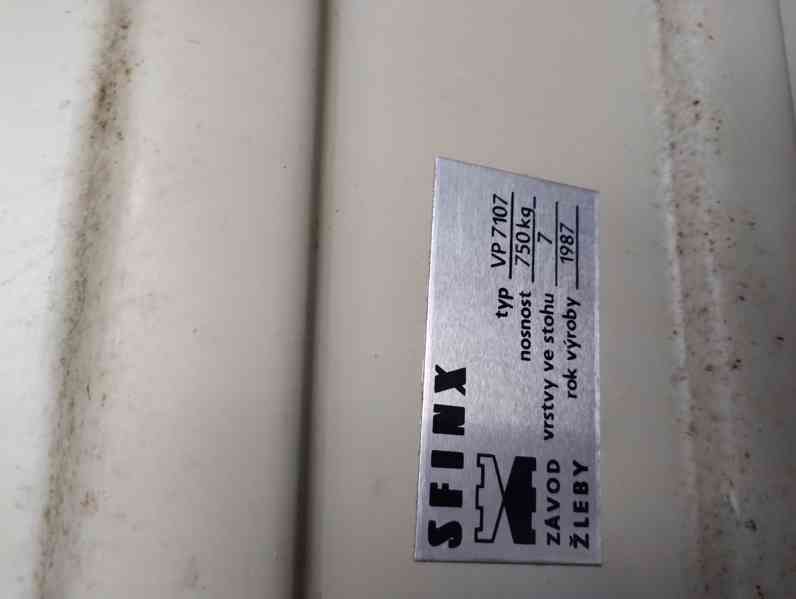 SFINX
ZÁVOD
ŽLEBY
typ VP 7107
nosnost 750 kg
vrstvy ve stohu 7
rok výroby 1987